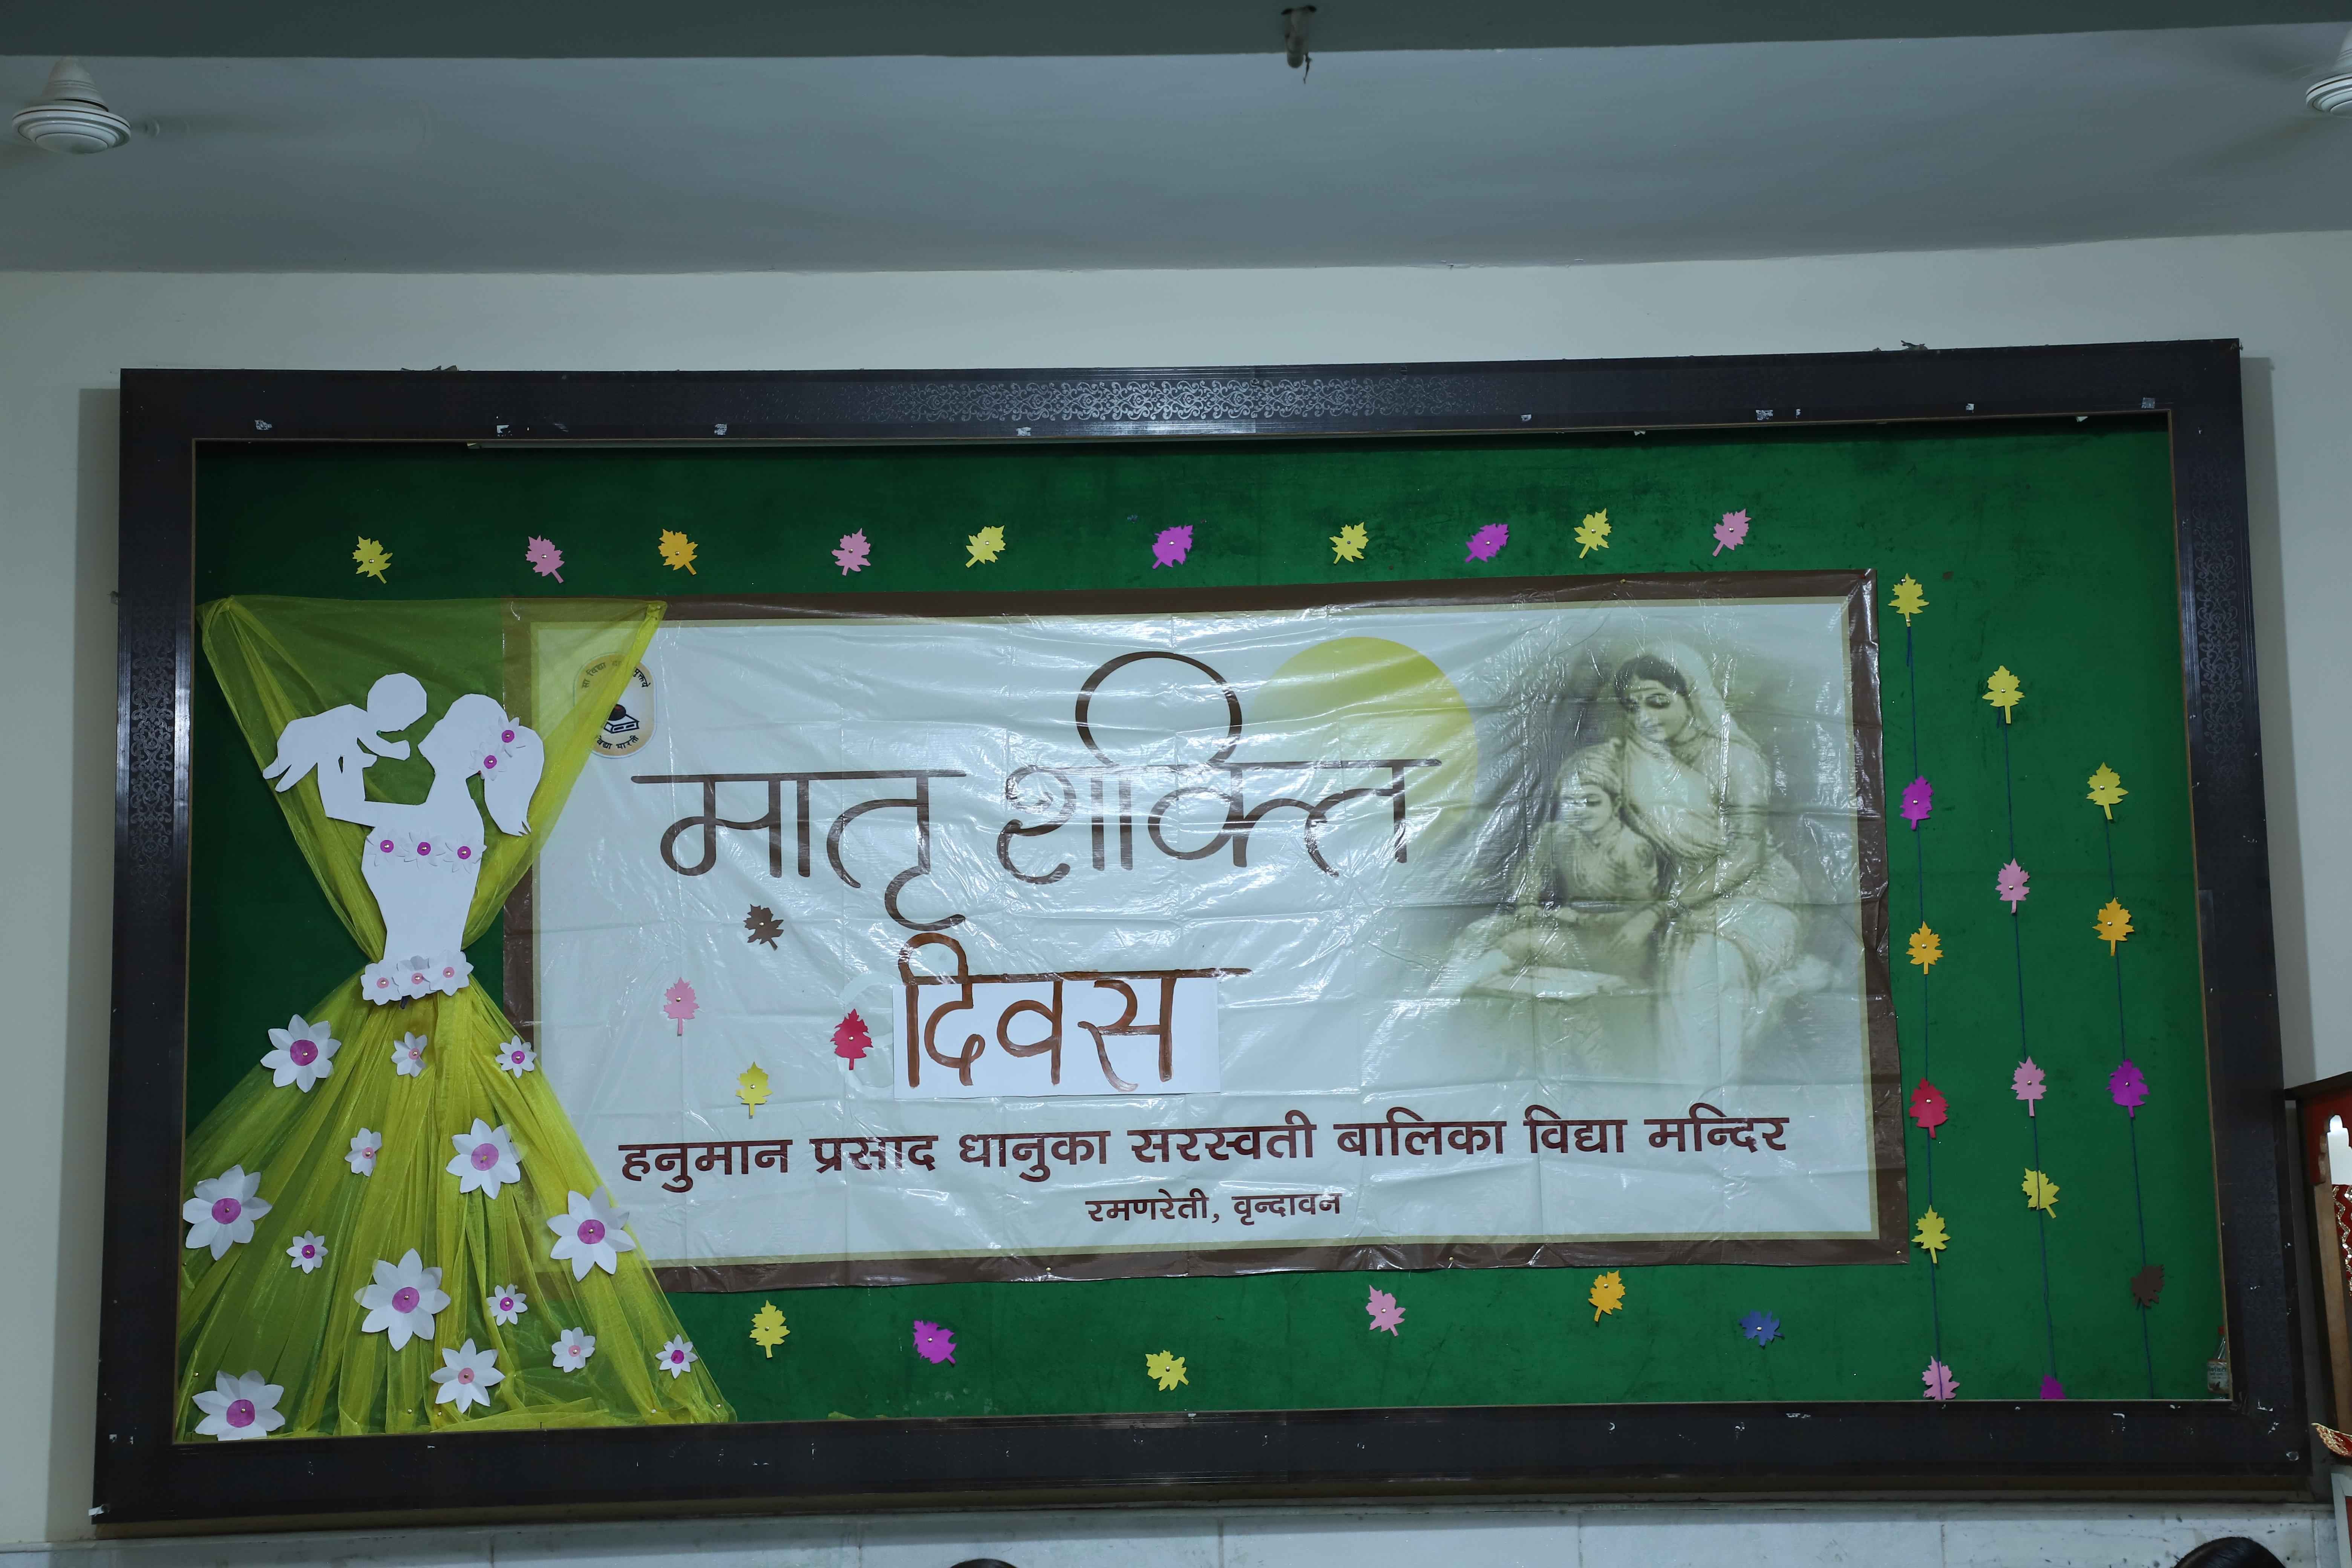 मातृ शक्ति
दिवस
हनुमान प्रसाद धानुका सरस्वती बालिका विद्या मन्दिर
रमणरेती, वृन्दावन